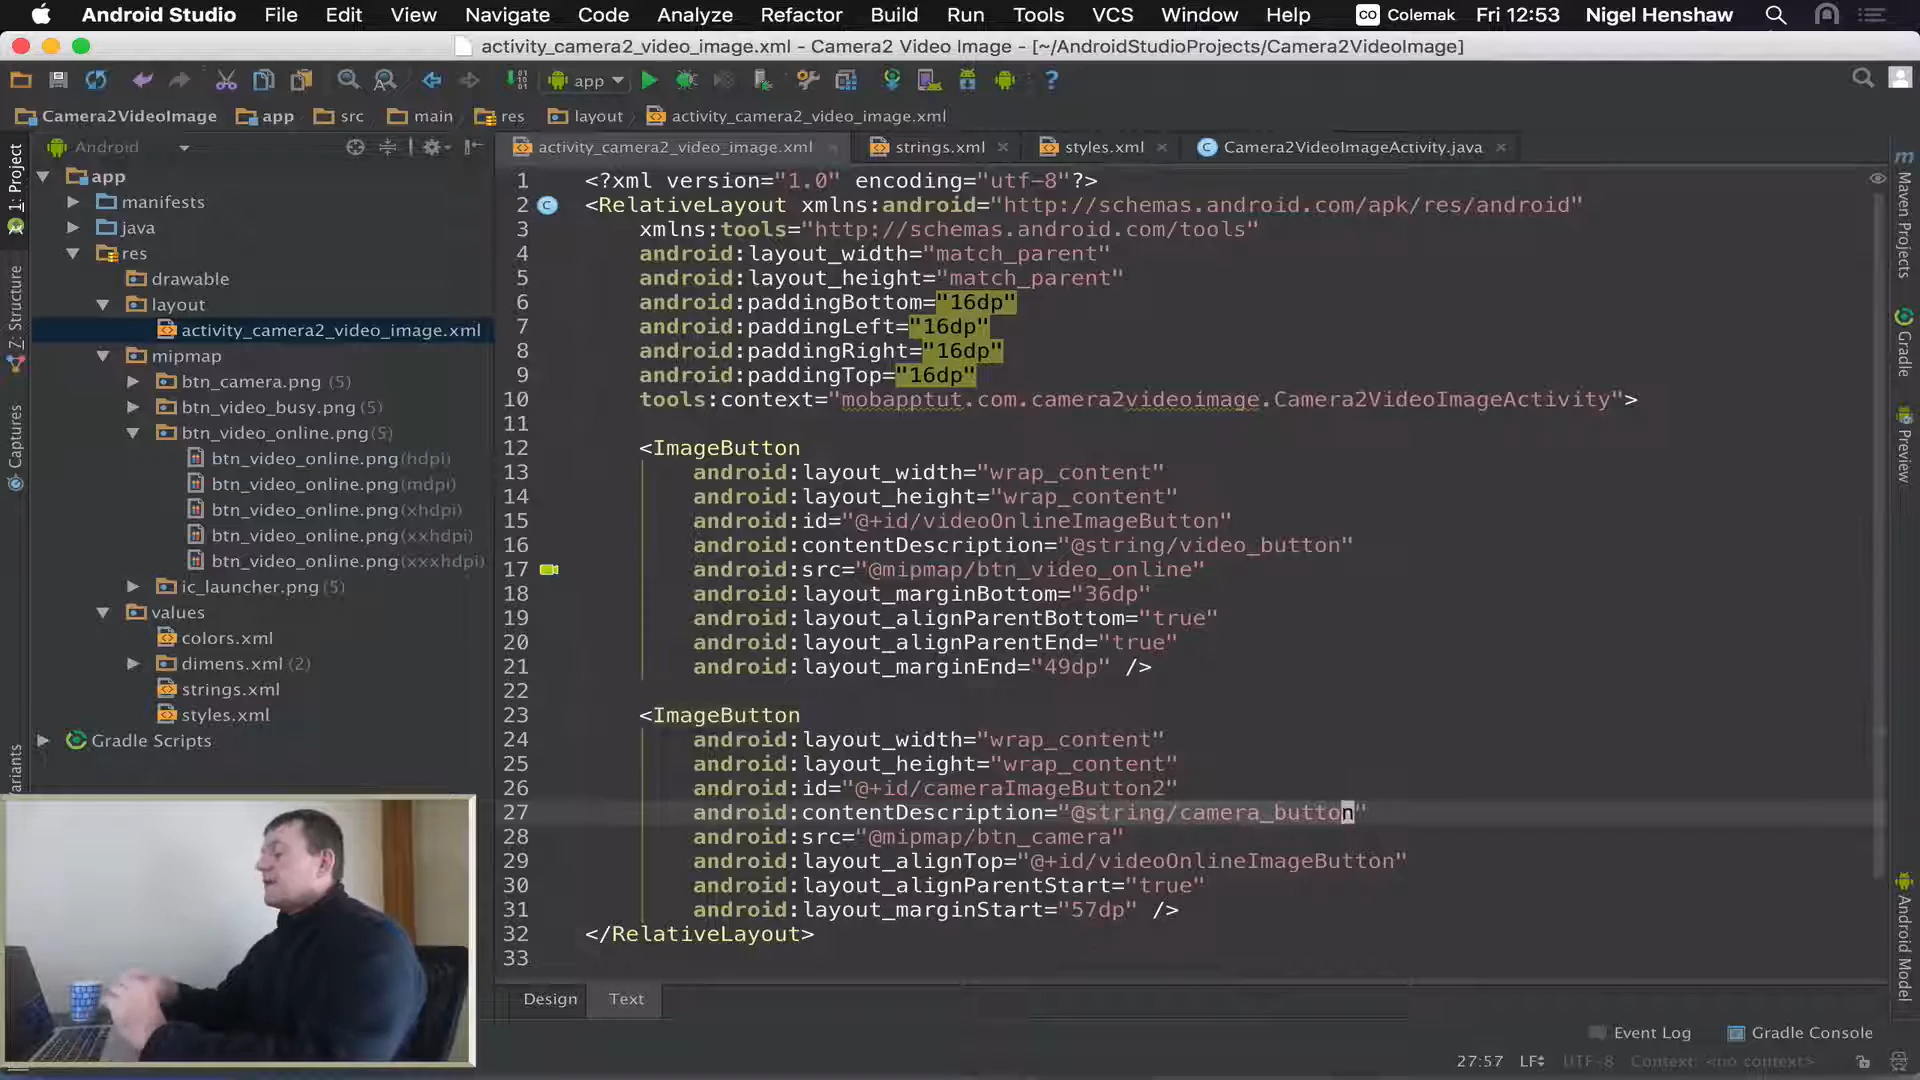 Android Studio File Edit View Navigate Code Analyze Refactor Build Run Tools VCS Window Help CO Colemak Fri 12:53 Nigel Henshaw
activity_camera2_video_image.xml - Camera2 Video Image - [~/AndroidStudioProjects/Camera2VideoImage]
app
Camera2VideoImage app src main res layout activity_camera2_video_image.xml
Android
activity_camera2_video_image.xml strings.xml styles.xml Camera2VideoImageActivity.java
1: Project
Z: Structure
Captures
ariants
app
manifests
java
res
drawable
layout
activity_camera2_video_image.xml
mipmap
btn_camera.png (5)
btn_video_busy.png (5)
btn_video_online.png (5)
btn_video_online.png (hdpi)
btn_video_online.png (mdpi)
btn_video_online.png (xhdpi)
btn_video_online.png (xxhdpi)
btn_video_online.png (xxxhdpi)
ic_launcher.png (5)
values
colors.xml
dimens.xml (2)
strings.xml
styles.xml
Gradle Scripts
1 <?xml version="1.0" encoding="utf-8"?>
2 <RelativeLayout xmlns:android="http://schemas.android.com/apk/res/android"
3 xmlns:tools="http://schemas.android.com/tools"
4 android:layout_width="match_parent"
5 android:layout_height="match_parent"
6 android:paddingBottom="16dp"
7 android:paddingLeft="16dp"
8 android:paddingRight="16dp"
9 android:paddingTop="16dp"
10 tools:context="mobapptut.com.camera2videoimage.Camera2VideoImageActivity">
11
12 <ImageButton
13 android:layout_width="wrap_content"
14 android:layout_height="wrap_content"
15 android:id="@+id/videoOnlineImageButton"
16 android:contentDescription="@string/video_button"
17 android:src="@mipmap/btn_video_online"
18 android:layout_marginBottom="36dp"
19 android:layout_alignParentBottom="true"
20 android:layout_alignParentEnd="true"
21 android:layout_marginEnd="49dp" />
22
23 <ImageButton
24 android:layout_width="wrap_content"
25 android:layout_height="wrap_content"
26 android:id="@+id/cameraImageButton2"
27 android:contentDescription="@string/camera_button"
28 android:src="@mipmap/btn_camera"
29 android:layout_alignTop="@+id/videoOnlineImageButton"
30 android:layout_alignParentStart="true"
31 android:layout_marginStart="57dp" />
32 </RelativeLayout>
33
Maven Projects
Gradle
Preview
Android Model
Design Text
Event Log Gradle Console
27:57 LF UTF-8 Context: <no context>